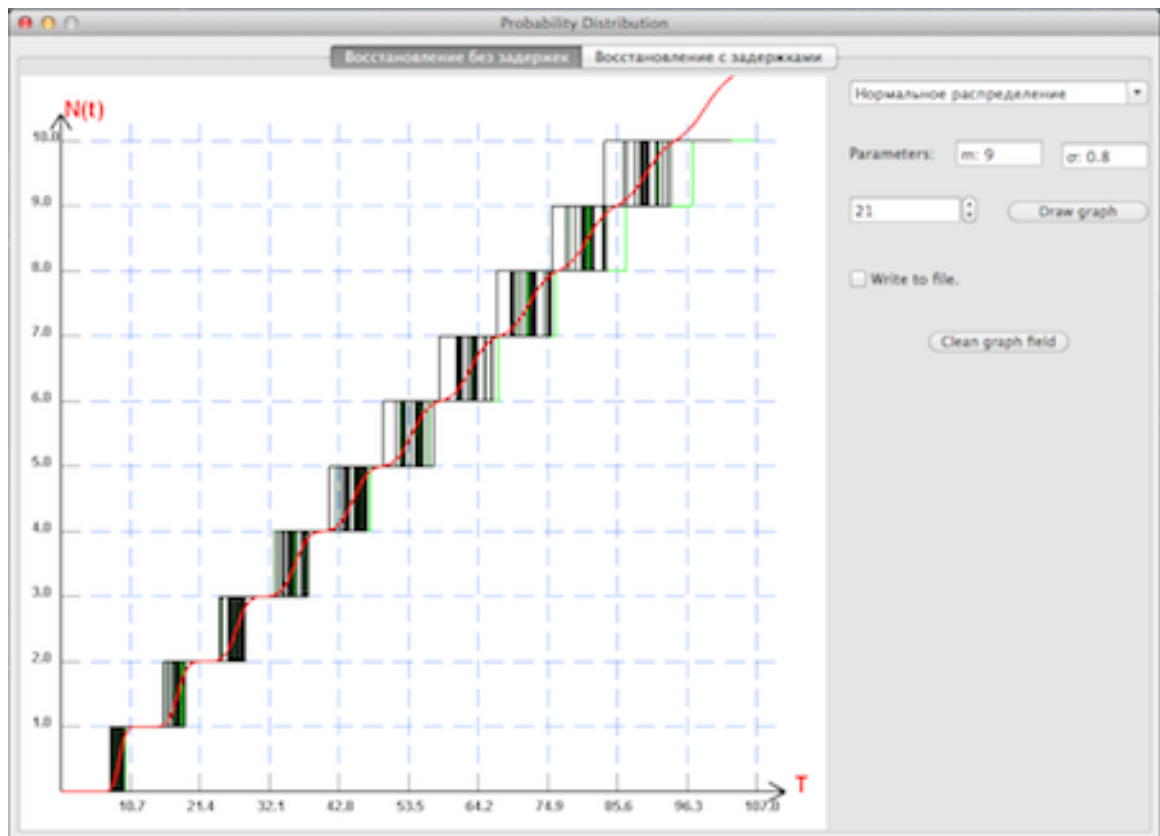 Probability Distribution
Восстановление без задержек
Восстановление с задержками
N(t)
10.0
9.0
8.0
7.0
6.0
5.0
4.0
3.0
2.0
1.0
10.7 21.4 32.1 42.8 53.5 64.2 74.9 85.6 96.3 107.0
T
Нормальное распределение
Parameters: m: 9 σ: 0.8
21 Draw graph
Write to file.
Clean graph field